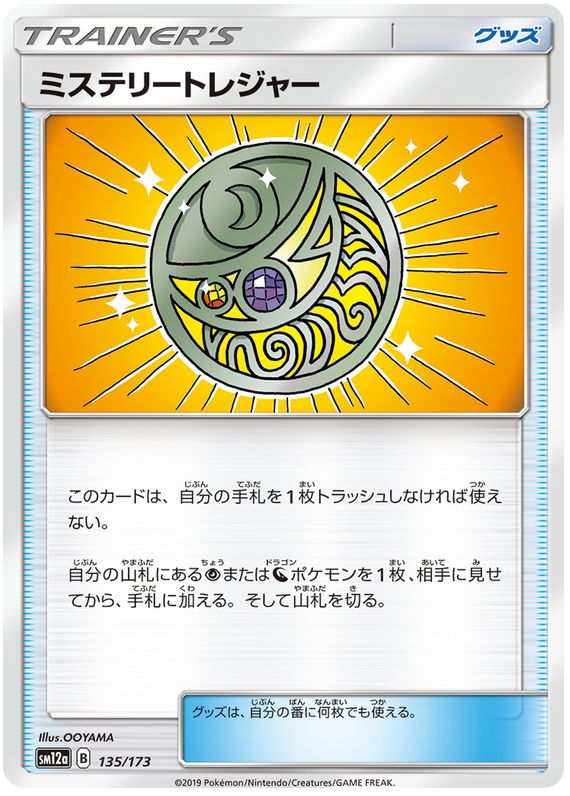 TRAINER'S グッズ
ミステリートレジャー
このカードは、自分の手札を1枚トラッシュしなければ使え
ない。
自分の山札にあるまたはポケモンを1枚、相手に見せ
てから、手札に加える。そして山札を切る。
グッズは、自分の番に何枚でも使える。
Illus.OOYAMA
sm12a B 135/173
©2019 Pokémon/Nintendo/Creatures/GAME FREAK.